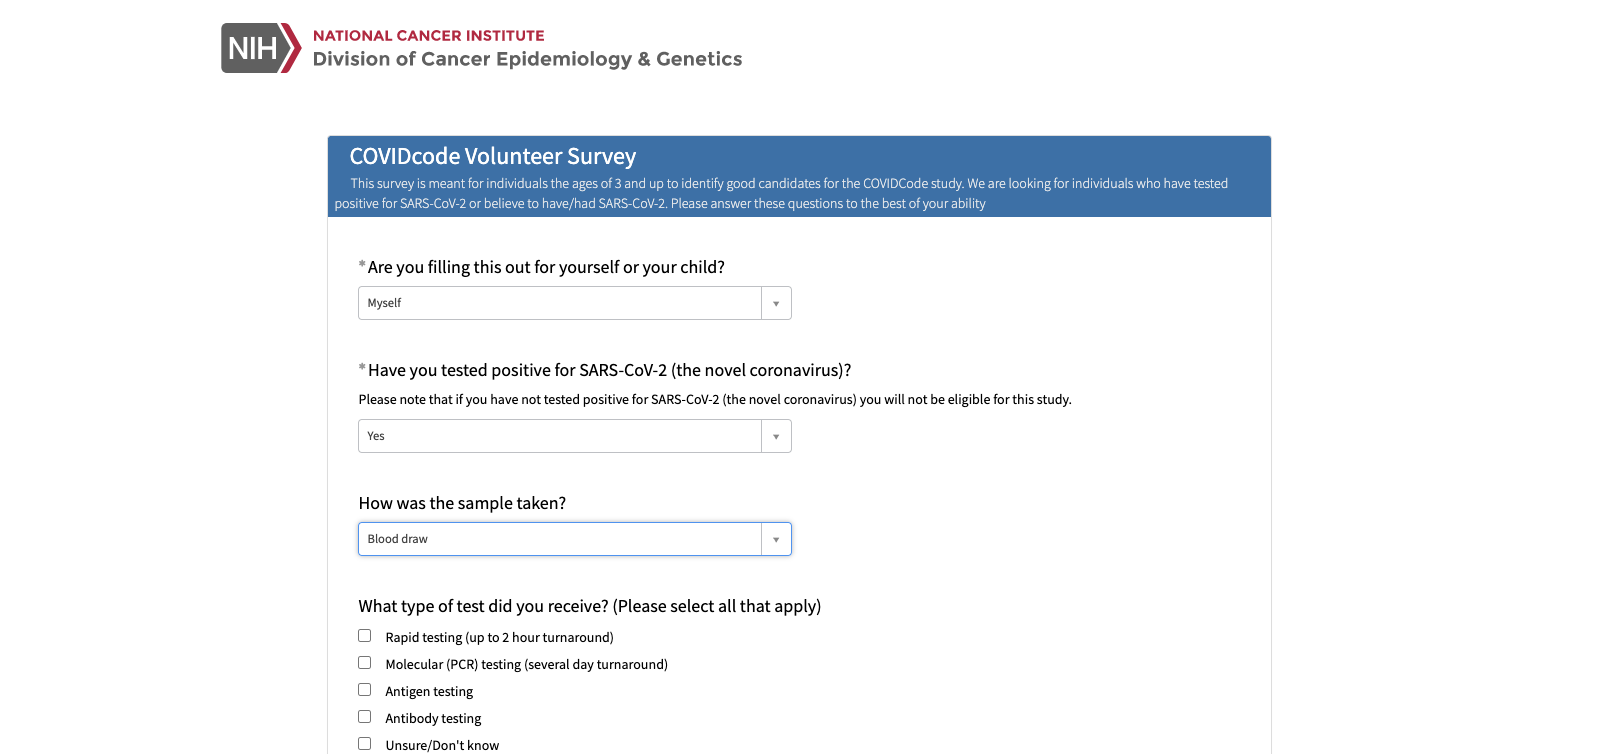 NIH
NATIONAL CANCER INSTITUTE
Division of Cancer Epidemiology & Genetics
COVIDcode Volunteer Survey
This survey is meant for individuals the ages of 3 and up to identify good candidates for the COVIDCode study. We are looking for individuals who have tested
positive for SARS-CoV-2 or believe to have/had SARS-CoV-2. Please answer these questions to the best of your ability
* Are you filling this out for yourself or your child?
Myself
* Have you tested positive for SARS-CoV-2 (the novel coronavirus)?
Please note that if you have not tested positive for SARS-CoV-2 (the novel coronavirus) you will not be eligible for this study.
Yes
How was the sample taken?
Blood draw
What type of test did you receive? (Please select all that apply)
Rapid testing (up to 2 hour turnaround)
Molecular (PCR) testing (several day turnaround)
Antigen testing
Antibody testing
Unsure/Don't know